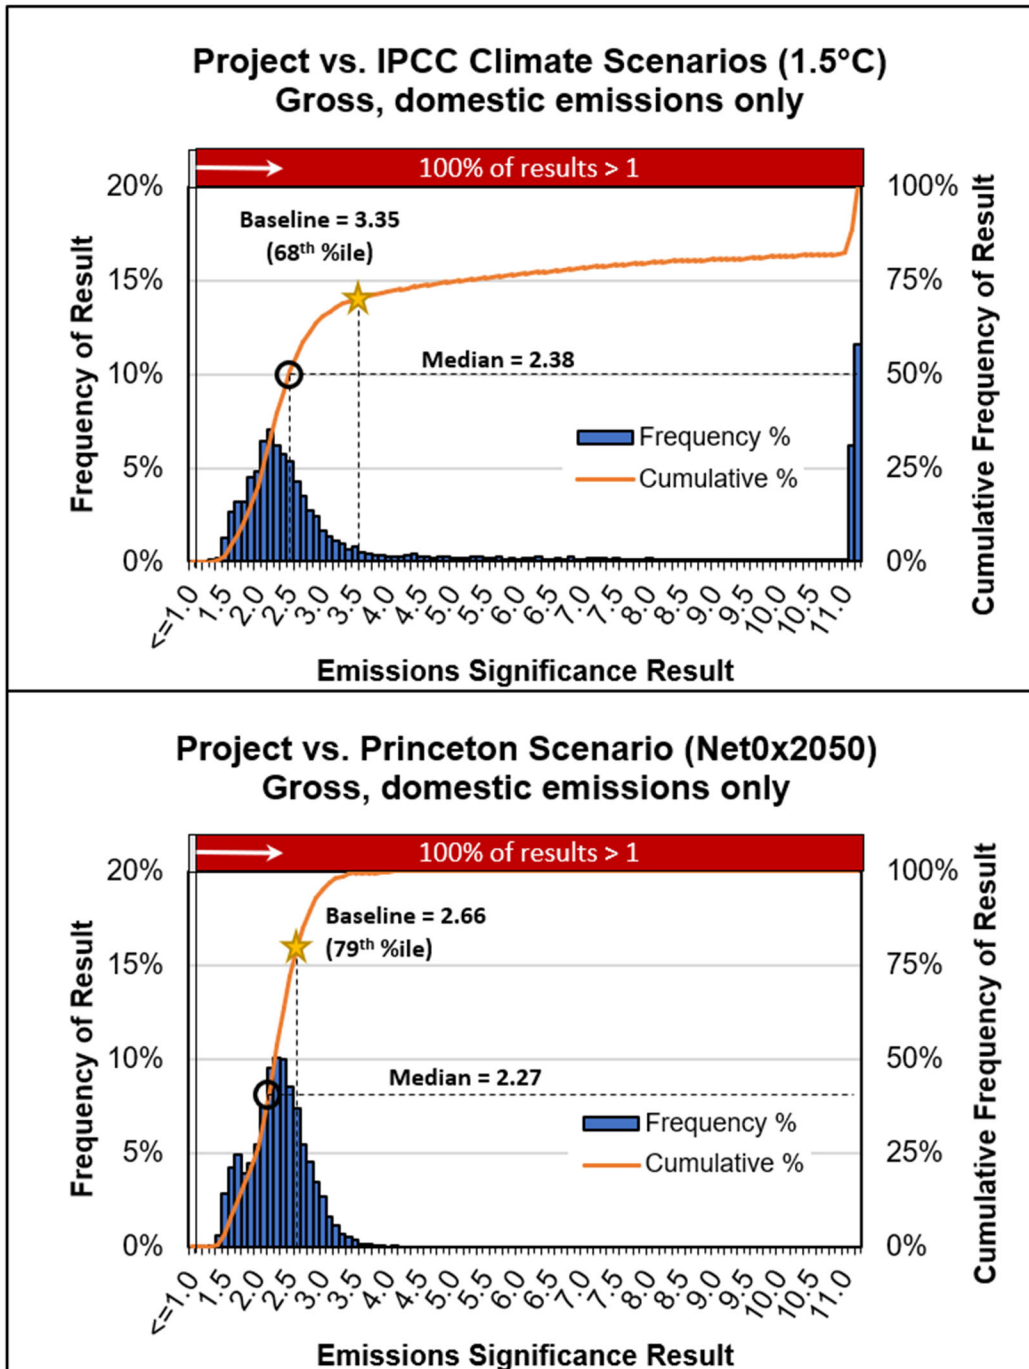 Project vs. IPCC Climate Scenarios (1.5°C)
Gross, domestic emissions only
100% of results > 1
20%
15%
10%
5%
0%
100%
75%
50%
25%
0%
Frequency of Result
Cumulative Frequency of Result
Baseline = 3.35
(68th %ile)
Median = 2.38
Frequency %
Cumulative %
<=1.0
1.5
2.0
2.5
3.0
3.5
4.0
4.5
5.0
5.5
6.0
6.5
7.0
7.5
8.0
8.5
9.0
9.5
10.0
10.5
11.0
Emissions Significance Result
Project vs. Princeton Scenario (Net0x2050)
Gross, domestic emissions only
100% of results > 1
20%
15%
10%
5%
0%
100%
75%
50%
25%
0%
Frequency of Result
Cumulative Frequency of Result
Baseline = 2.66
(79th %ile)
Median = 2.27
Frequency %
Cumulative %
<=1.0
1.5
2.0
2.5
3.0
3.5
4.0
4.5
5.0
5.5
6.0
6.5
7.0
7.5
8.0
8.5
9.0
9.5
10.0
10.5
11.0
Emissions Significance Result